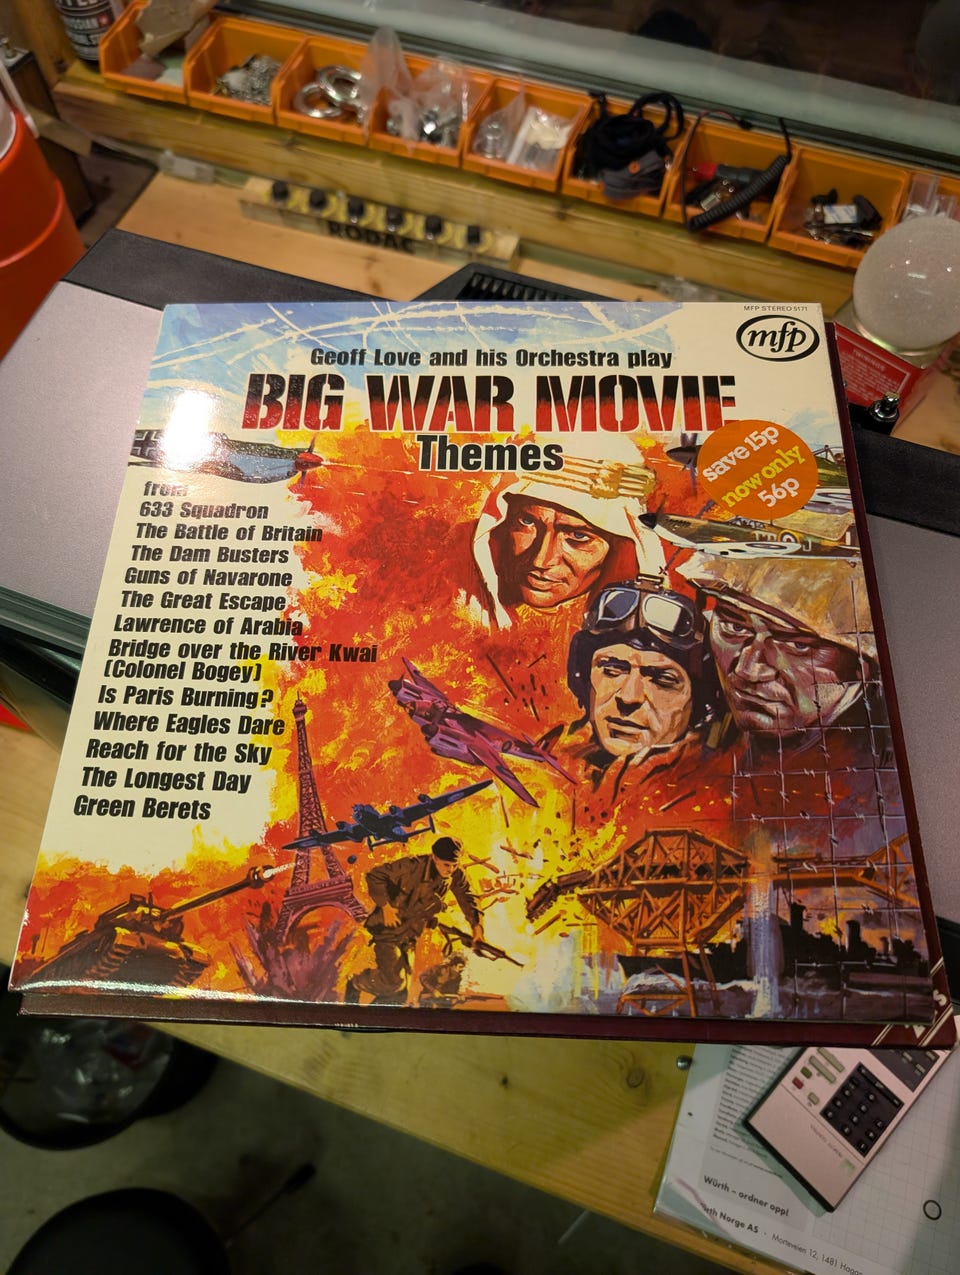 RODAC
MFP STEREO 5171
mfp
Geoff Love and his Orchestra play
BIG WAR MOVIE
Themes
save 15p
now only
56p
from
633 Squadron
The Battle of Britain
The Dam Busters
Guns of Navarone
The Great Escape
Lawrence of Arabia
Bridge over the River Kwai
(Colonel Bogey)
Is Paris Burning?
Where Eagles Dare
Reach for the Sky
The Longest Day
Green Berets
Würth – ordner opp!
Würth Norge AS · Morteveien 12, 1481